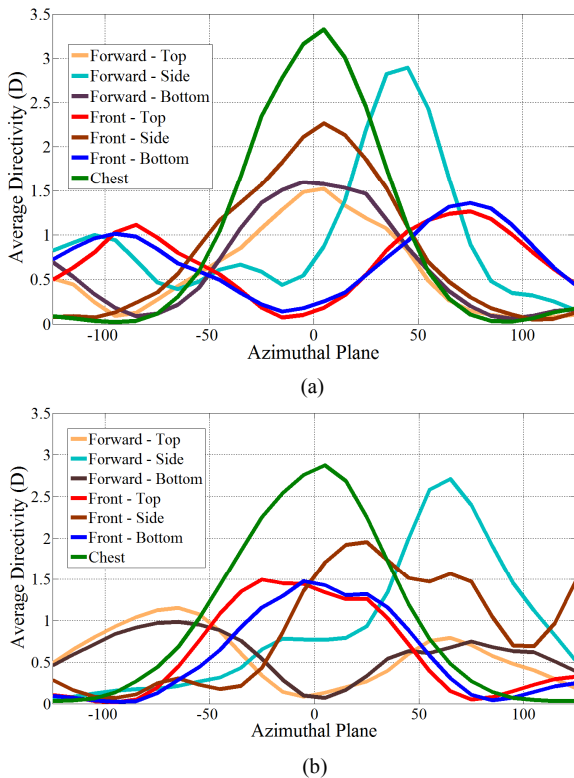 3.5
3
2.5
2
1.5
1
0.5
0
Average Directivity (D)
Forward - Top
Forward - Side
Forward - Bottom
Front - Top
Front - Side
Front - Bottom
Chest
-100 -50 0 50 100
Azimuthal Plane
(a)
3.5
3
2.5
2
1.5
1
0.5
0
Average Directivity (D)
Forward - Top
Forward - Side
Forward - Bottom
Front - Top
Front - Side
Front - Bottom
Chest
-100 -50 0 50 100
Azimuthal Plane
(b)